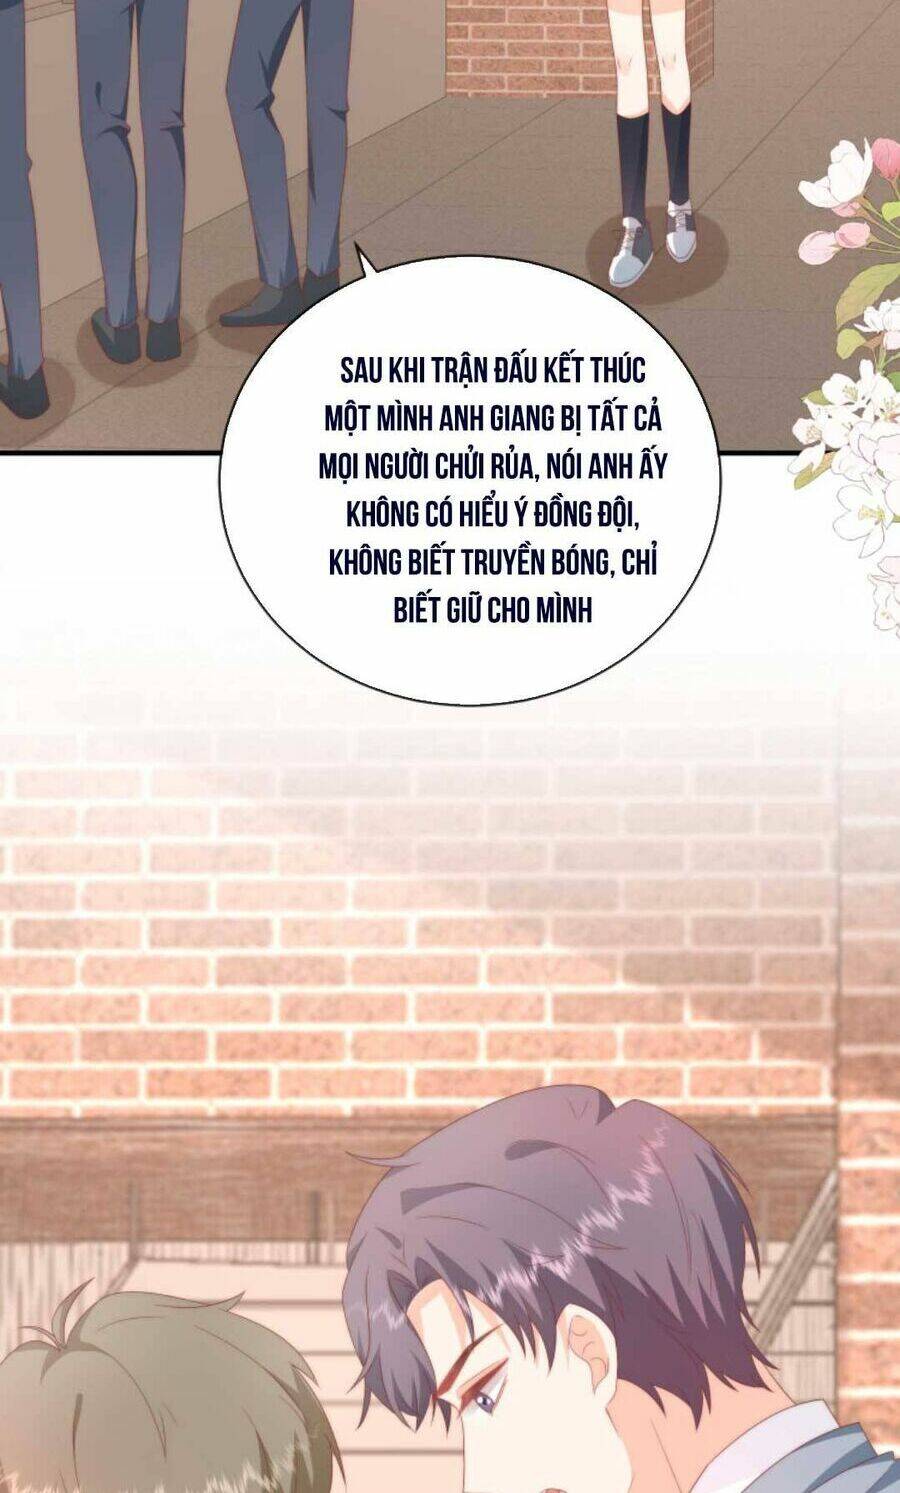 SAU KHI TRẬN ĐẤU KẾT THÚC
MỘT MÌNH ANH GIANG BỊ TẤT CẢ
MỌI NGƯỜI CHỬI RỦA, NÓI ANH ẤY
KHÔNG CÓ HIỂU Ý ĐỒNG ĐỘI,
KHÔNG BIẾT TRUYỀN BÓNG, CHỈ
BIẾT GIỮ CHO MÌNH